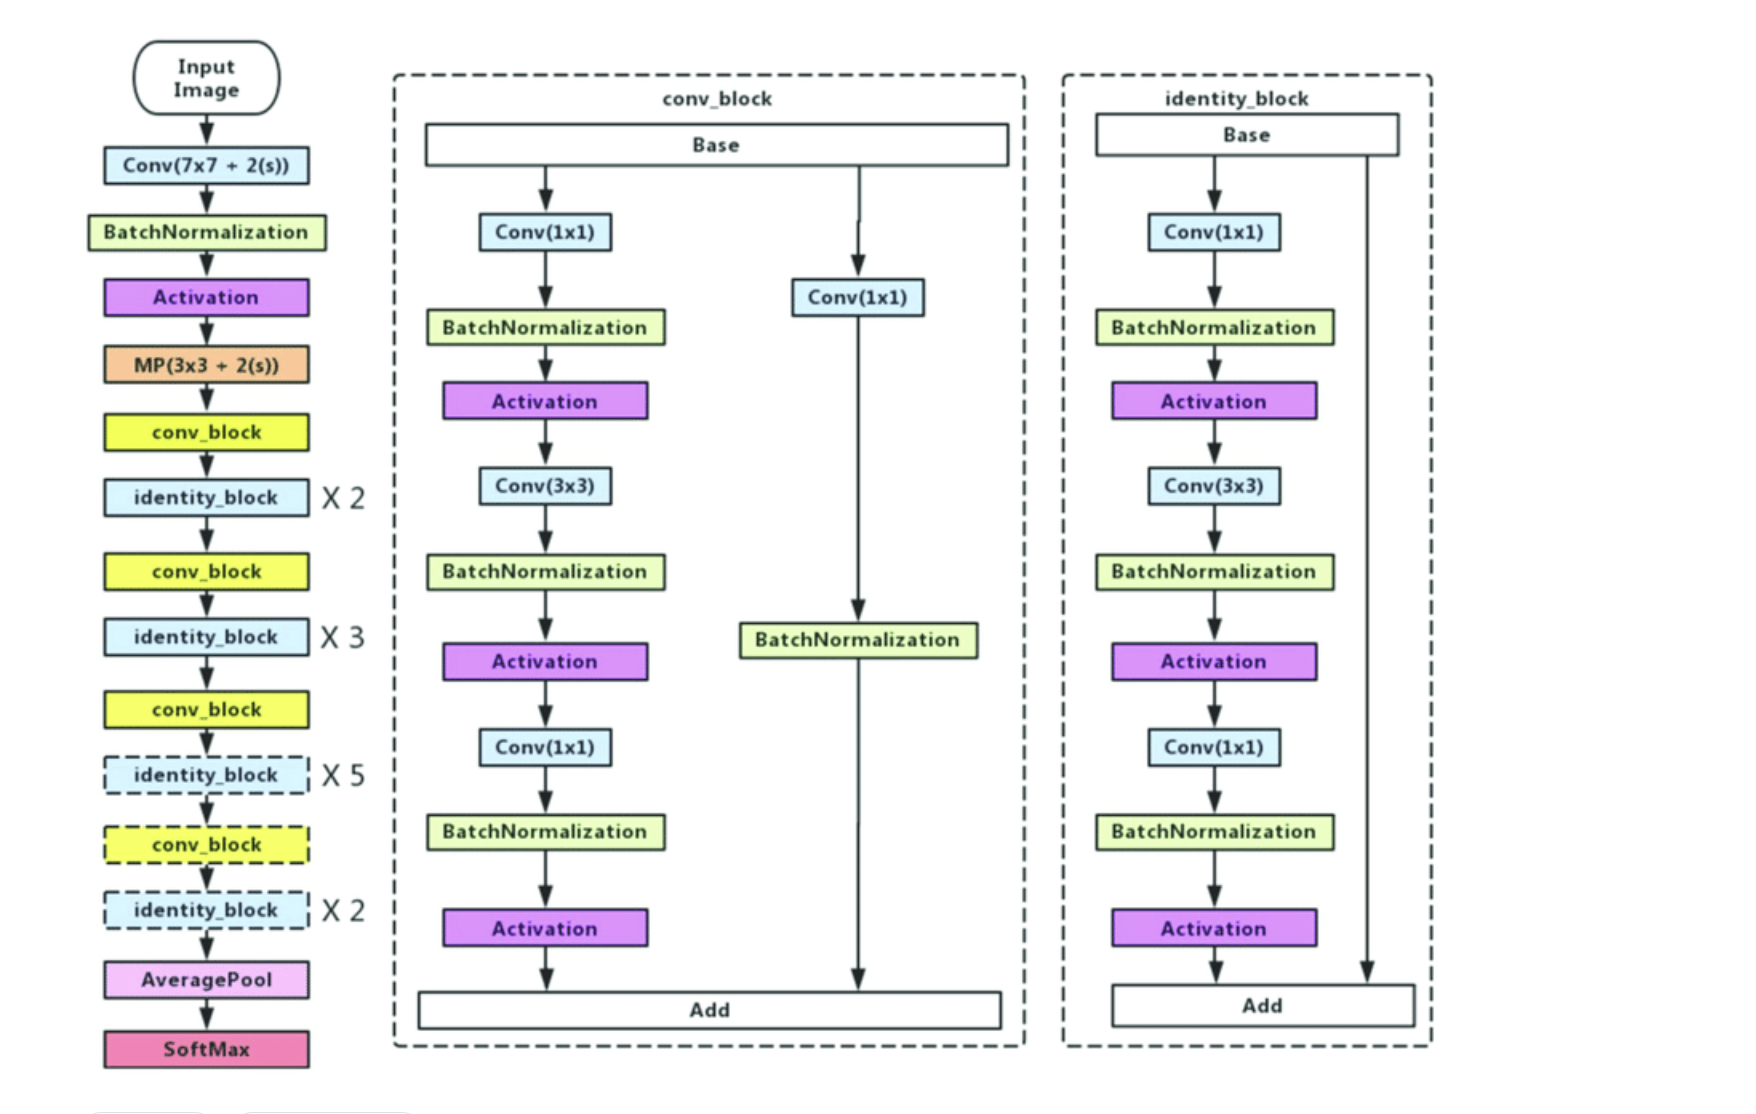 Input
Image
Conv(7x7 + 2(s))
BatchNormalization
Activation
MP(3x3 + 2(s))
conv_block
identity_block X 2
conv_block
identity_block X 3
conv_block
identity_block X 5
conv_block
identity_block X 2
AveragePool
SoftMax
conv_block
Base
Conv(1x1)
BatchNormalization
Activation
Conv(3x3)
BatchNormalization
Activation
Conv(1x1)
BatchNormalization
Activation
Conv(1x1)
BatchNormalization
Add
identity_block
Base
Conv(1x1)
BatchNormalization
Activation
Conv(3x3)
BatchNormalization
Activation
Conv(1x1)
BatchNormalization
Activation
Add